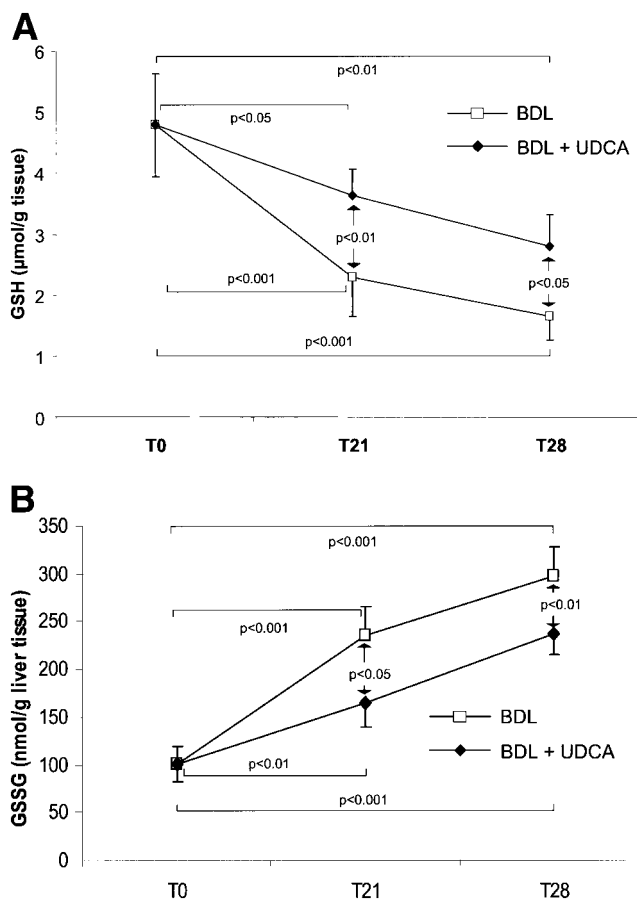 A
GSH (µmol/g tissue)
6
5
4
3
2
1
0
p<0.01
p<0.05
BDL
BDL + UDCA
p<0.01
p<0.05
p<0.001
p<0.001
T0 T21 T28
B
GSSG (nmol/g liver tissue)
350
300
250
200
150
100
50
0
p<0.001
p<0.001
p<0.01
p<0.05
BDL
BDL + UDCA
p<0.01
p<0.001
T0 T21 T28